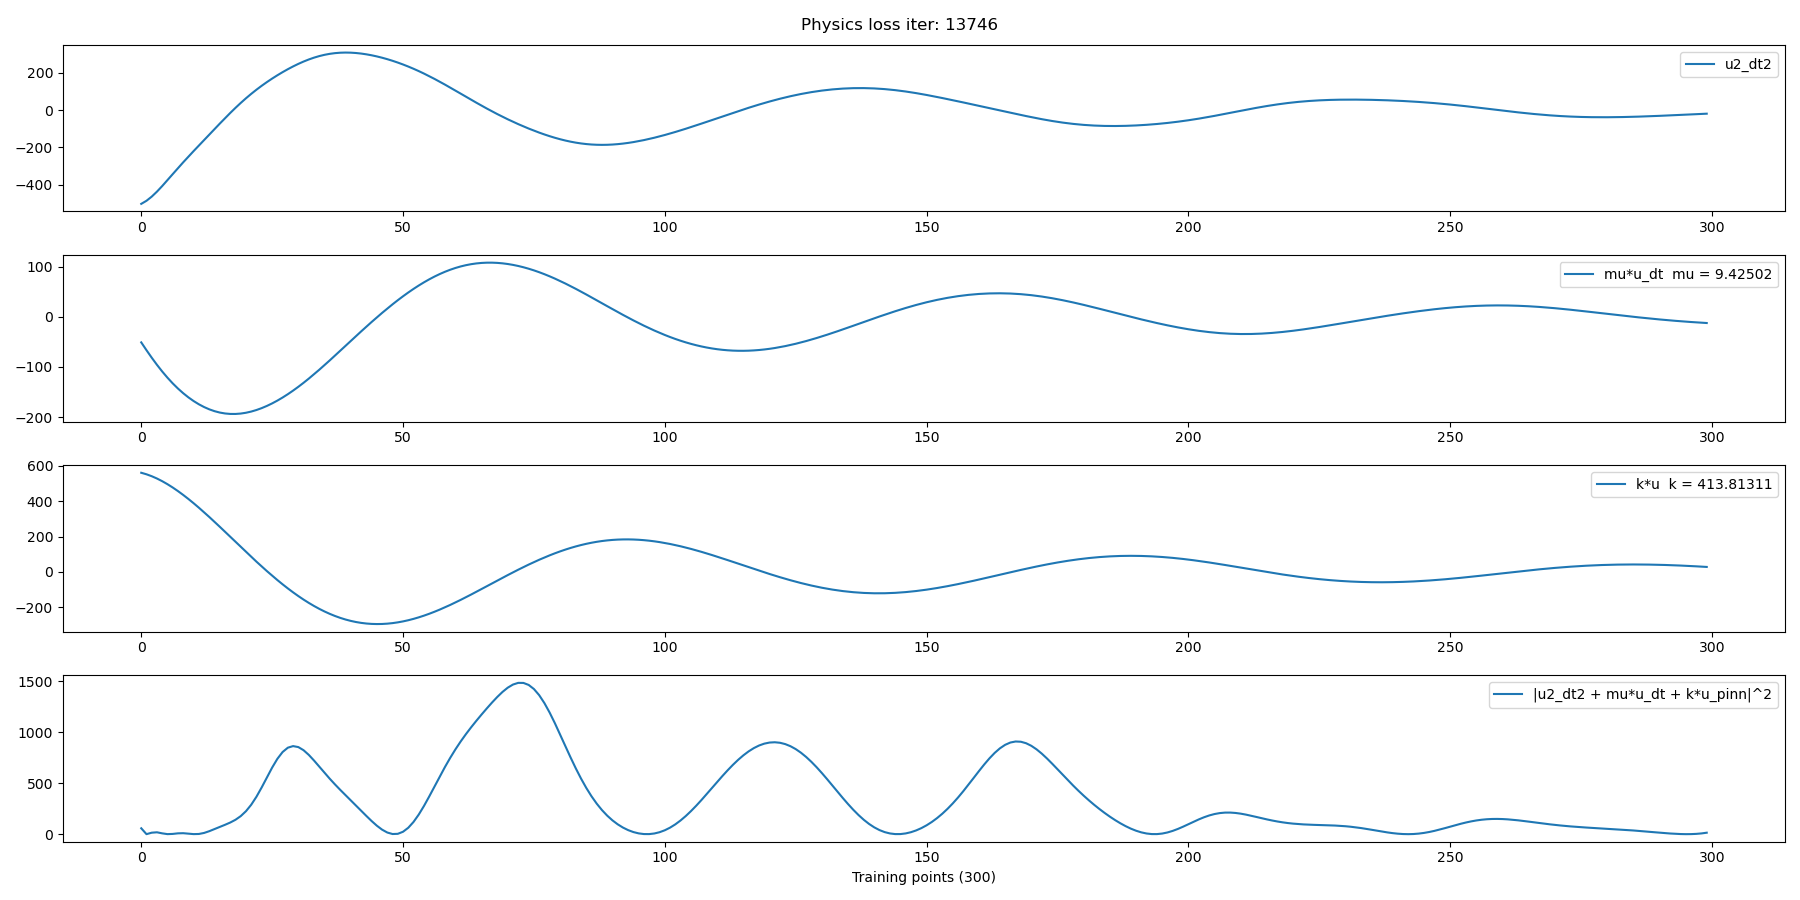 Physics loss iter: 13746
u2_dt2
200
0
−200
−400
0 50 100 150 200 250 300
mu*u_dt  mu = 9.42502
100
0
−100
−200
0 50 100 150 200 250 300
k*u  k = 413.81311
600
400
200
0
−200
0 50 100 150 200 250 300
|u2_dt2 + mu*u_dt + k*u_pinn|^2
1500
1000
500
0
0 50 100 150 200 250 300
Training points (300)